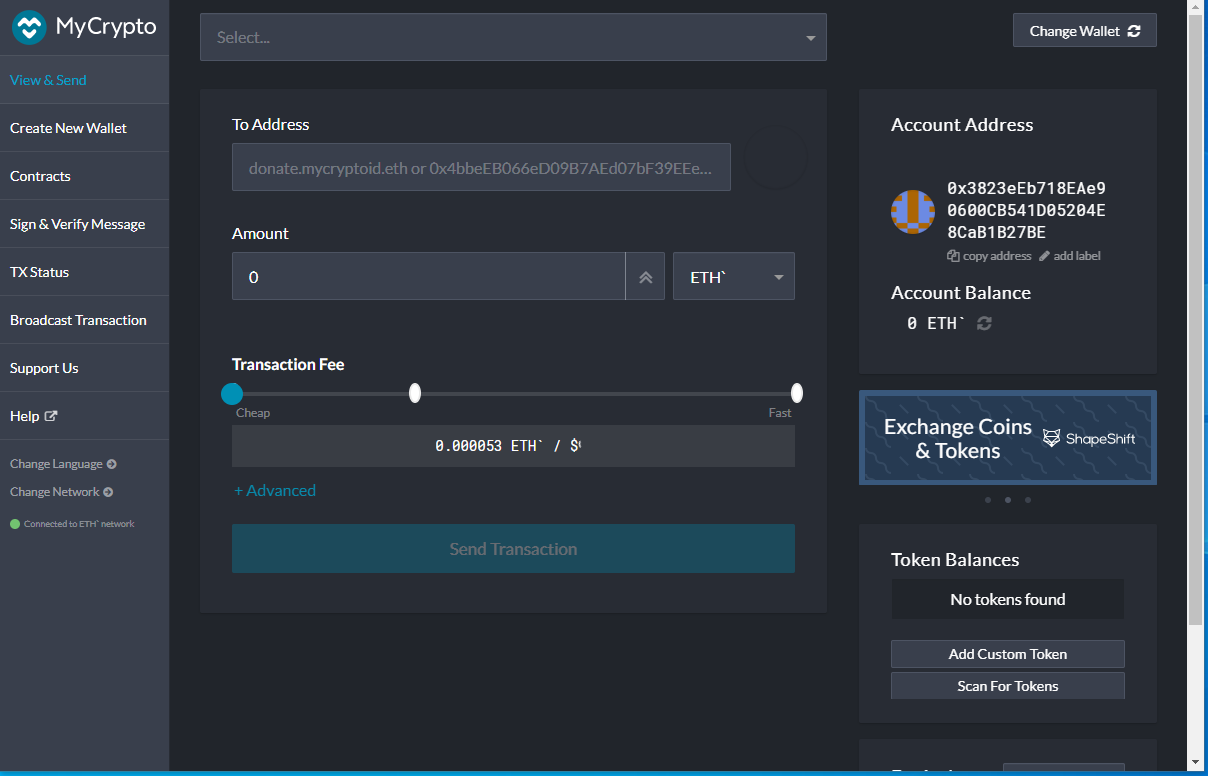 MyCrypto
View & Send
Create New Wallet
Contracts
Sign & Verify Message
TX Status
Broadcast Transaction
Support Us
Help
Change Language
Change Network
Connected to ETH` network
Select...
To Address
donate.mycryptoid.eth or 0x4bbeEB066eD09B7AEd07bF39EEe...
Amount
0
ETH`
Transaction Fee
Cheap
Fast
0.000053 ETH` / $
+ Advanced
Send Transaction
Change Wallet
Account Address
0x3823eEb718EAe9
0600CB541D05204E
8CaB1B27BE
copy address
add label
Account Balance
0 ETH`
Exchange Coins
& Tokens
ShapeShift
Token Balances
No tokens found
Add Custom Token
Scan For Tokens